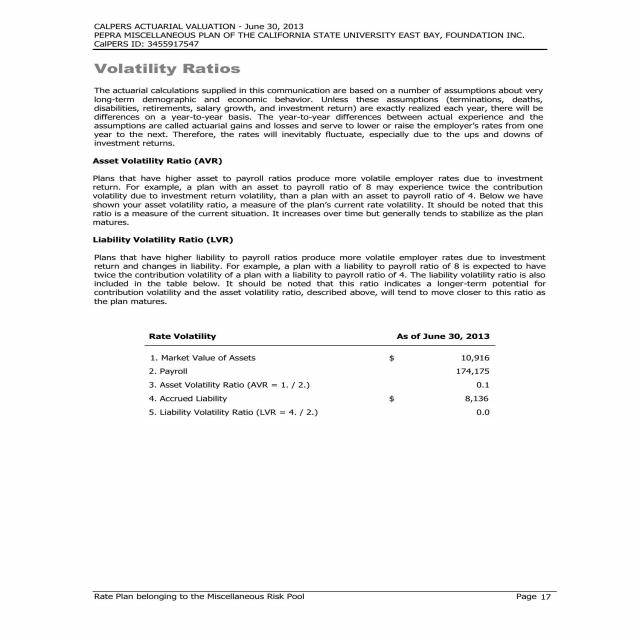 CALPERS ACTUARIAL VALUATION - June 30, 2013
PEPRA MISCELLANEOUS PLAN OF THE CALIFORNIA STATE UNIVERSITY EAST BAY, FOUNDATION INC.
CalPERS ID: 3455917547
Volatility Ratios
The actuarial calculations supplied in this communication are based on a number of assumptions about very
long-term demographic and economic behavior. Unless these assumptions (terminations, deaths,
disabilities, retirements, salary growth, and investment return) are exactly realized each year, there will be
differences on a year-to-year basis. The year-to-year differences between actual experience and the
assumptions are called actuarial gains and losses and serve to lower or raise the employer's rates from one
year to the next. Therefore, the rates will inevitably fluctuate, especially due to the ups and downs of
investment returns.
Asset Volatility Ratio (AVR)
Plans that have higher asset to payroll ratios produce more volatile employer rates due to investment
return. For example, a plan with an asset to payroll ratio of 8 may experience twice the contribution
volatility due to investment return volatility, than a plan with an asset to payroll ratio of 4. Below we have
shown your asset volatility ratio, a measure of the plan's current rate volatility. It should be noted that this
ratio is a measure of the current situation. It increases over time but generally tends to stabilize as the plan
matures.
Liability Volatility Ratio (LVR)
Plans that have higher liability to payroll ratios produce more volatile employer rates due to investment
return and changes in liability. For example, a plan with a liability to payroll ratio of 8 is expected to have
twice the contribution volatility of a plan with a liability to payroll ratio of 4. The liability volatility ratio is also
included in the table below. It should be noted that this ratio indicates a longer-term potential for
contribution volatility and the asset volatility ratio, described above, will tend to move closer to this ratio as
the plan matures.
Rate Volatility As of June 30, 2013
1. Market Value of Assets $ 10,916
2. Payroll 174,175
3. Asset Volatility Ratio (AVR = 1. / 2.) 0.1
4. Accrued Liability $ 8,136
5. Liability Volatility Ratio (LVR = 4. / 2.) 0.0
Rate Plan belonging to the Miscellaneous Risk Pool Page 17